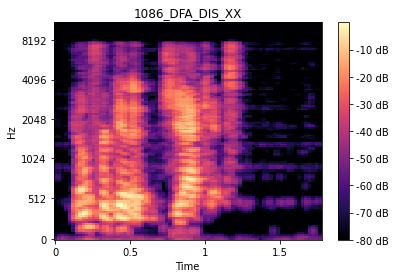 1086_DFA_DIS_XX
Hz
8192
4096
2048
1024
512
0
0
0.5
1
1.5
Time
-10 dB
-20 dB
-30 dB
-40 dB
-50 dB
-60 dB
-70 dB
-80 dB